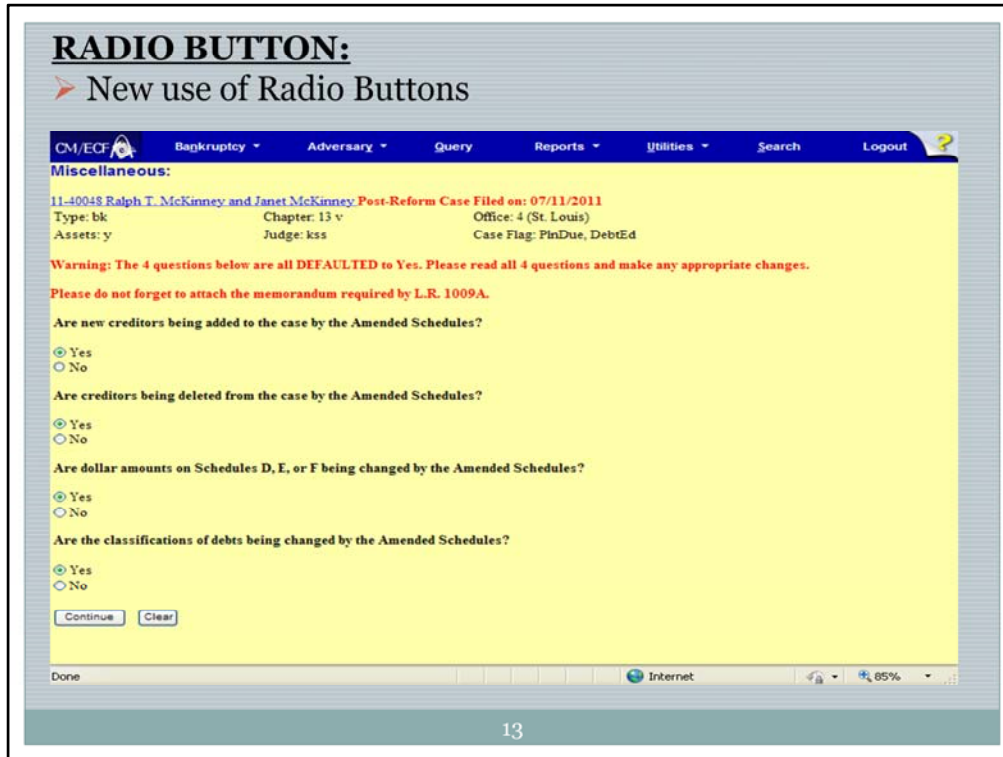 RADIO BUTTON:
➢ New use of Radio Buttons
CM/ECF Bankruptcy Adversary Query Reports Utilities Search Logout ?
Miscellaneous:
11-40048 Ralph T. McKinney and Janet McKinney Post-Reform Case Filed on: 07/11/2011
Type: bk Chapter: 13 v Office: 4 (St. Louis)
Assets: y Judge: kss Case Flag: PlnDue, DebtEd
Warning: The 4 questions below are all DEFAULTED to Yes. Please read all 4 questions and make any appropriate changes.
Please do not forget to attach the memorandum required by L.R. 1009A.
Are new creditors being added to the case by the Amended Schedules?
Yes
No
Are creditors being deleted from the case by the Amended Schedules?
Yes
No
Are dollar amounts on Schedules D, E, or F being changed by the Amended Schedules?
Yes
No
Are the classifications of debts being changed by the Amended Schedules?
Yes
No
Continue Clear
Done Internet 85%
13